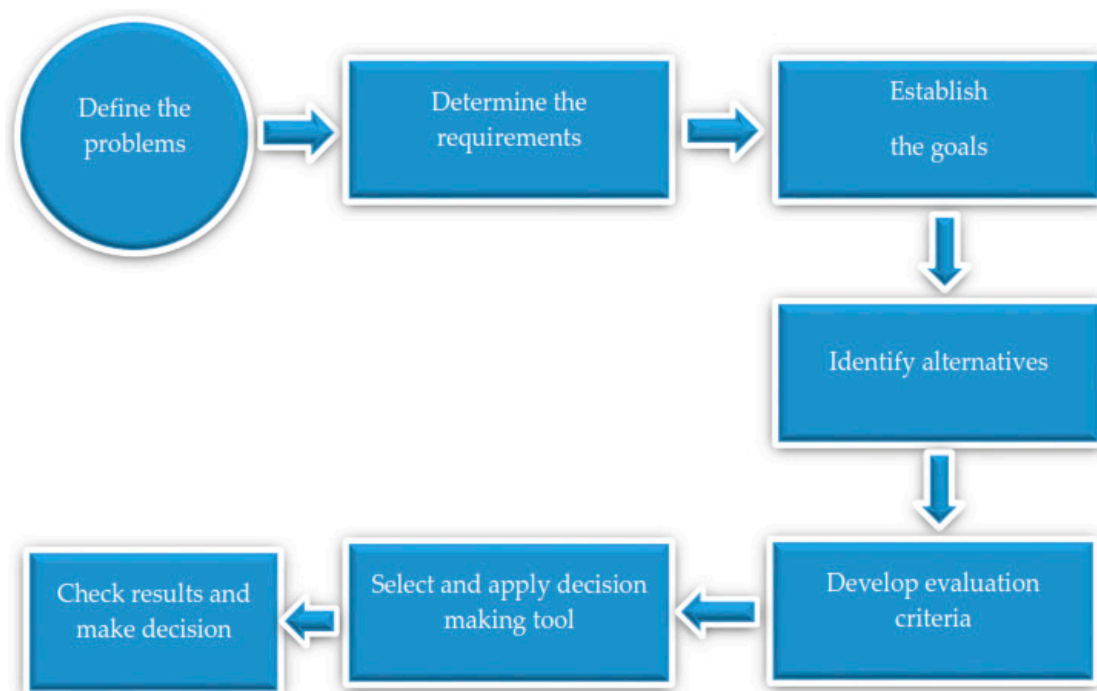 Define the
problems
Determine the
requirements
Establish
the goals
Identify alternatives
Develop evaluation
criteria
Select and apply decision
making tool
Check results and
make decision